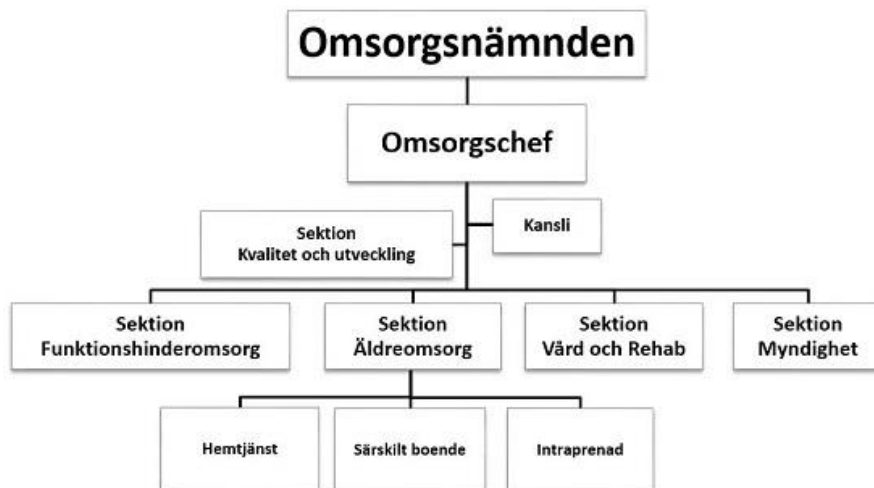 Omsorgsnämnden
Omsorgschef
Kansli
Sektion
Kvalitet och utveckling
Sektion
Funktionshinderomsorg
Sektion
Äldreomsorg
Sektion
Vård och Rehab
Sektion
Myndighet
Hemtjänst
Särskilt boende
Intraprenad